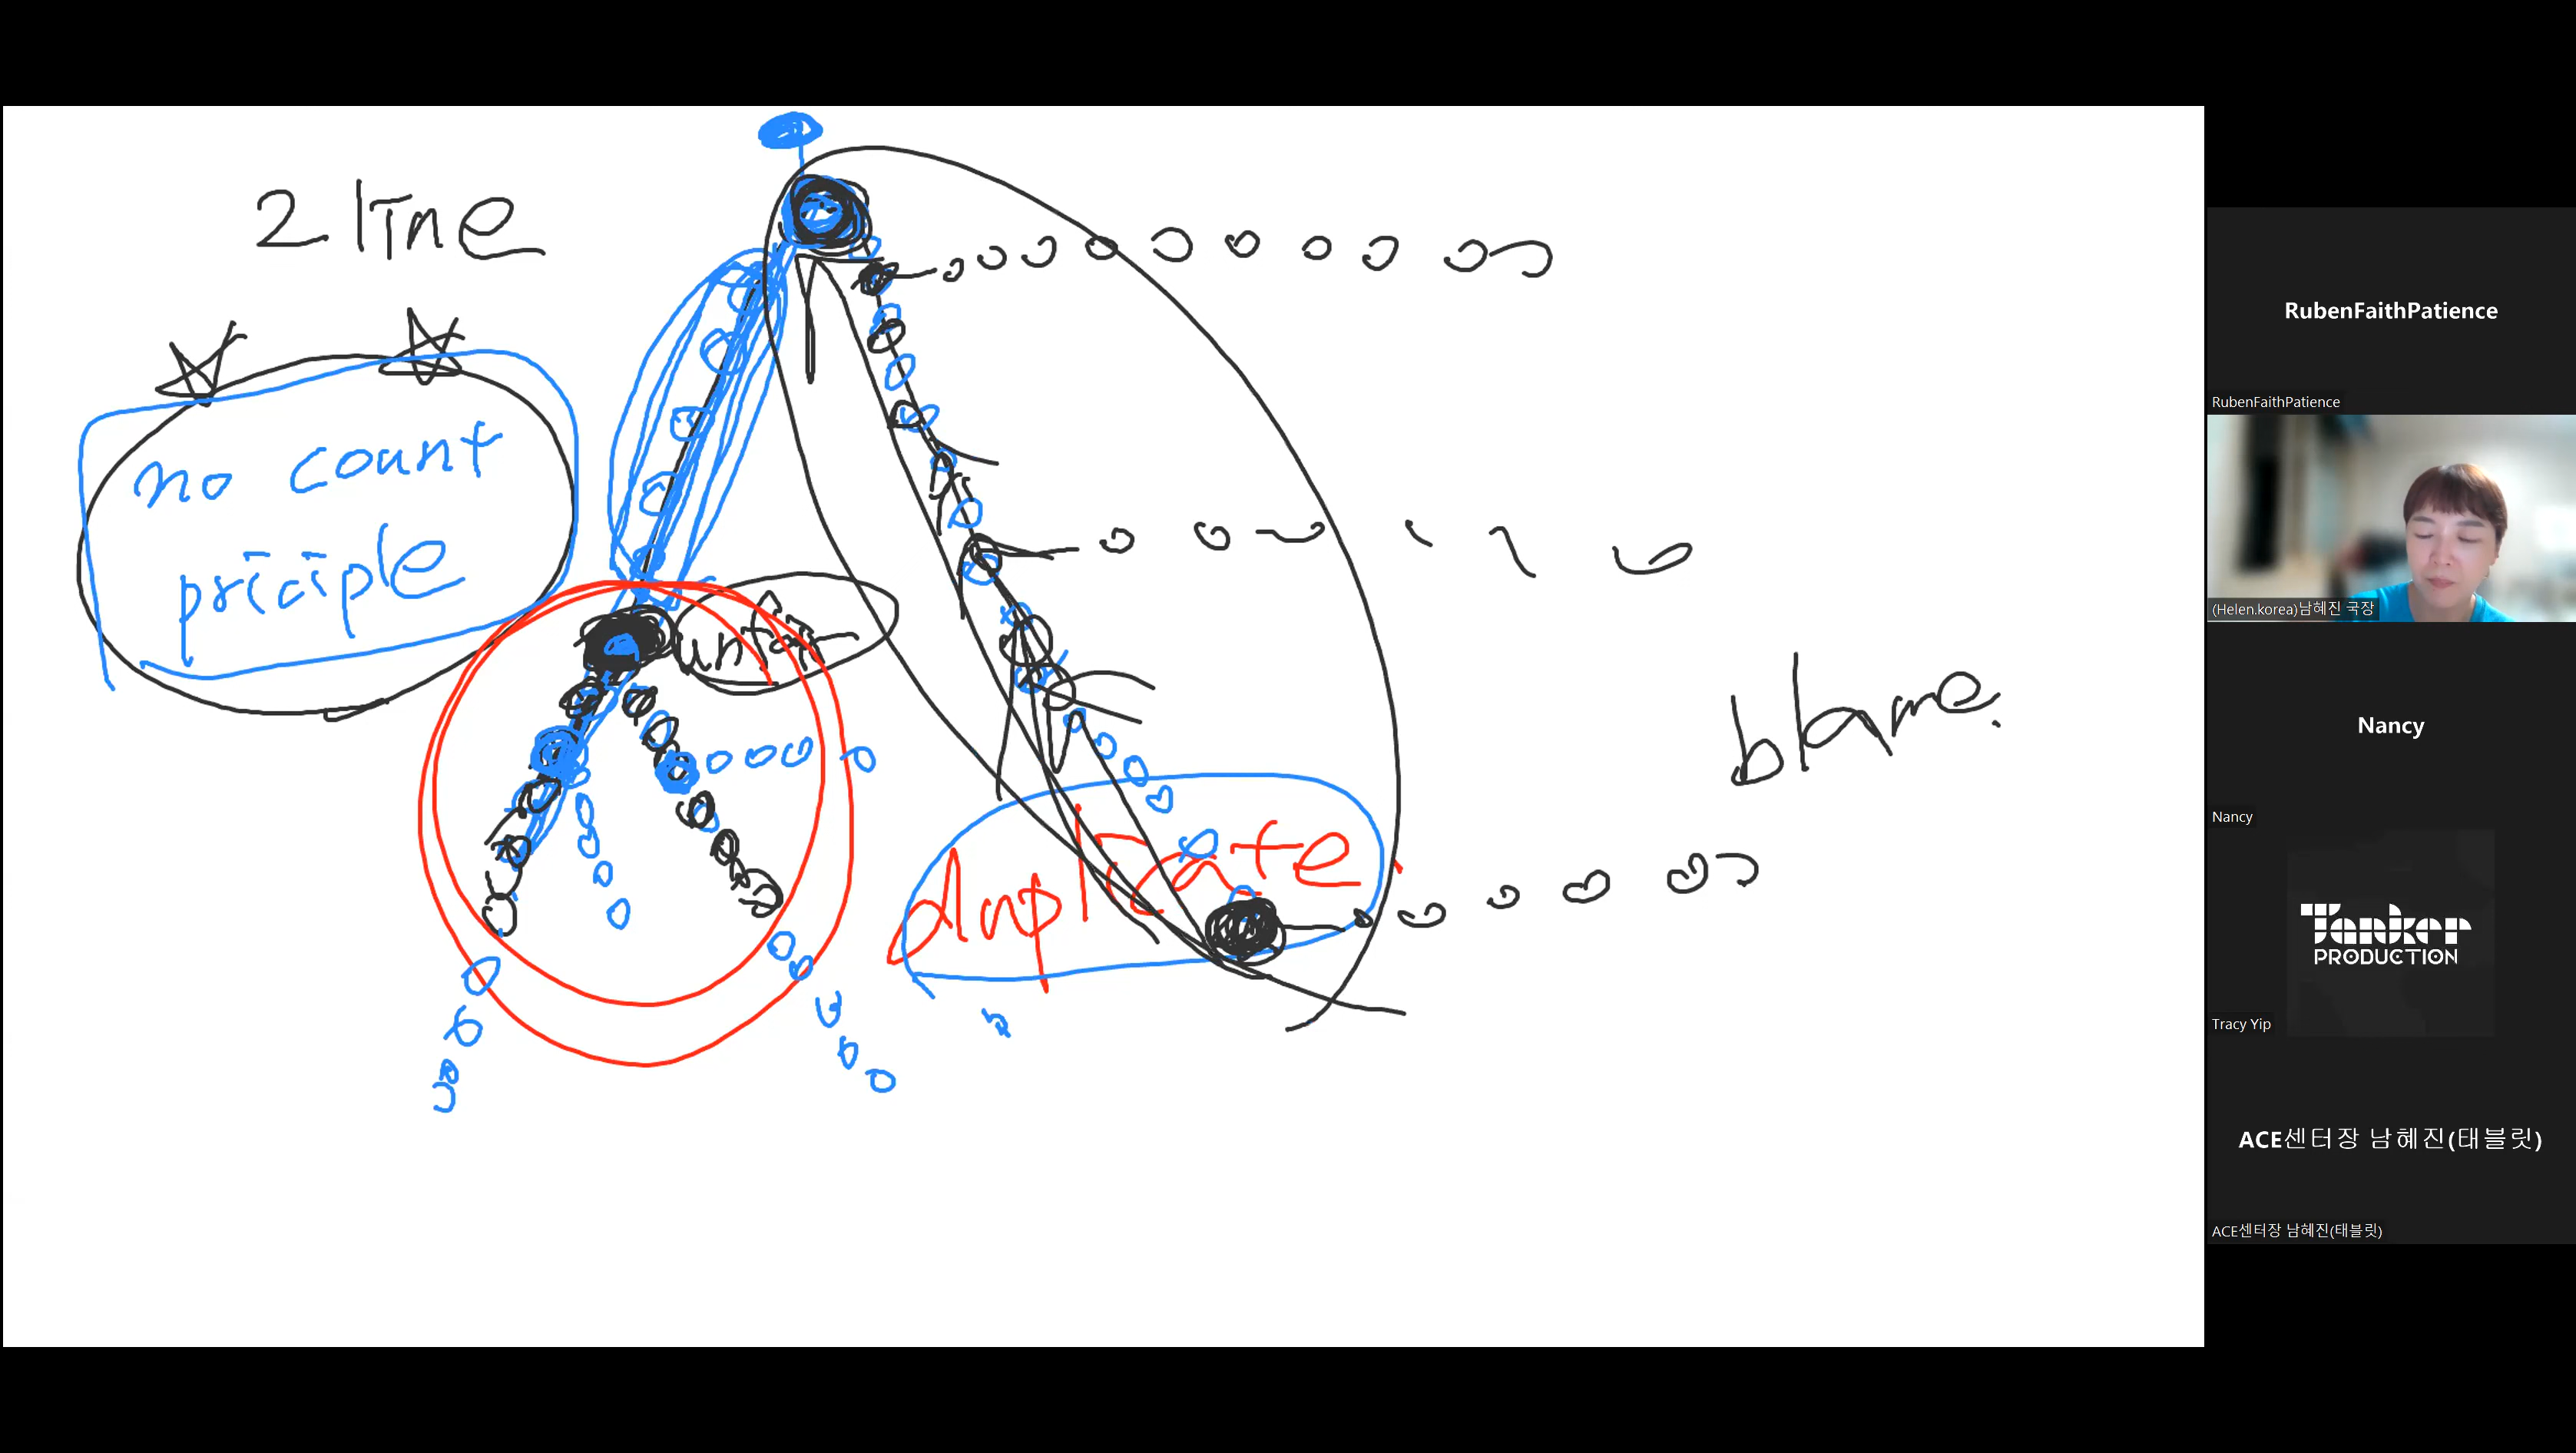 2 line
no count
priciple
unfair
duplicate
blame.
RubenFaithPatience
RubenFaithPatience
(Helen.korea)남혜진 국장
Nancy
Nancy
Tanker
PRODUCTION
Tracy Yip
ACE센터장 남혜진(태블릿)
ACE센터장 남혜진(태블릿)